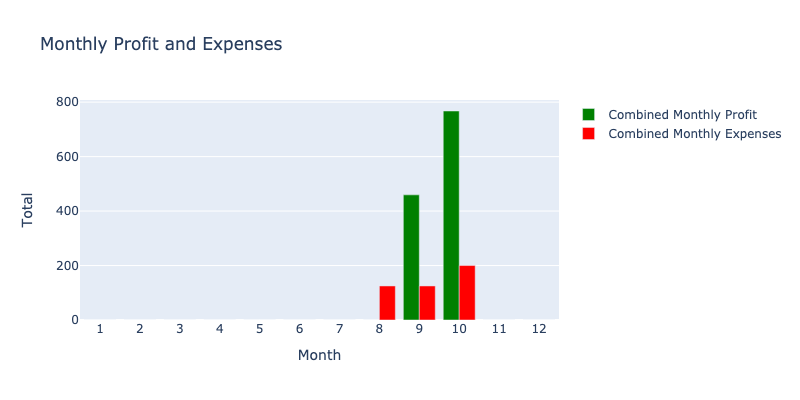 Monthly Profit and Expenses
800
600
400
200
0
Total
1 2 3 4 5 6 7 8 9 10 11 12
Month
Combined Monthly Profit
Combined Monthly Expenses